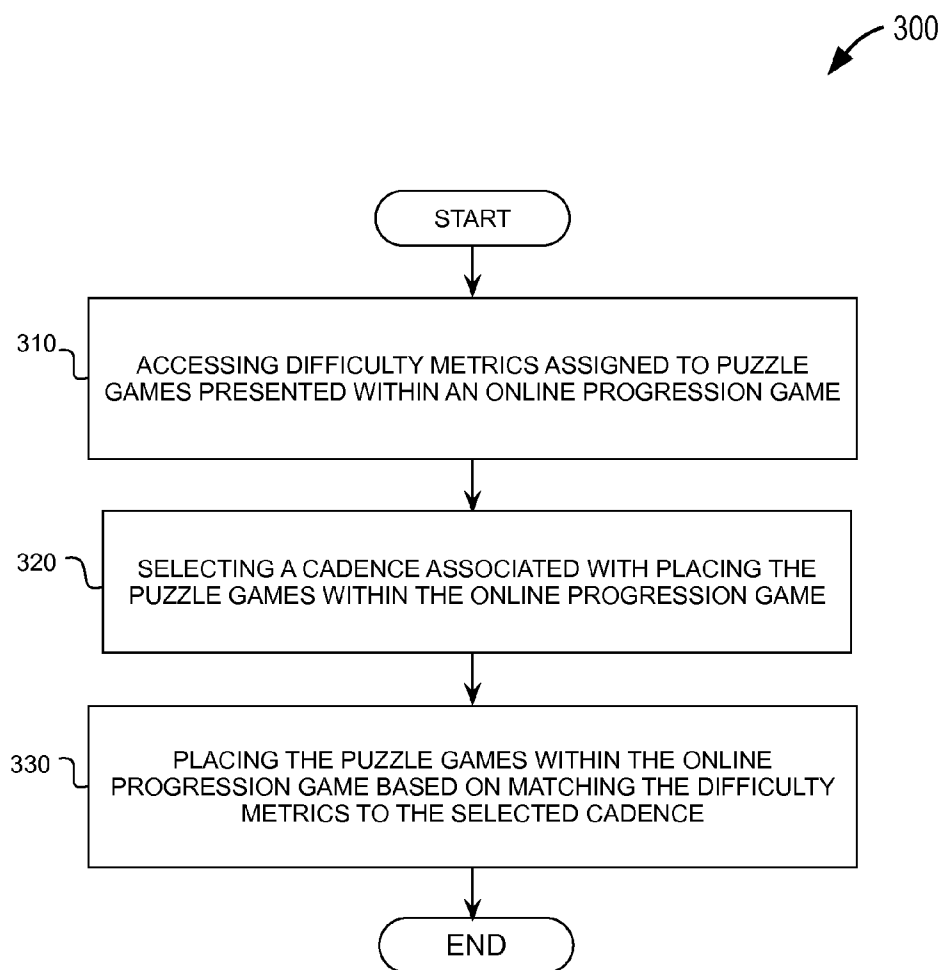 300
START
310
ACCESSING DIFFICULTY METRICS ASSIGNED TO PUZZLE
GAMES PRESENTED WITHIN AN ONLINE PROGRESSION GAME
320
SELECTING A CADENCE ASSOCIATED WITH PLACING THE
PUZZLE GAMES WITHIN THE ONLINE PROGRESSION GAME
330
PLACING THE PUZZLE GAMES WITHIN THE ONLINE
PROGRESSION GAME BASED ON MATCHING THE DIFFICULTY
METRICS TO THE SELECTED CADENCE
END